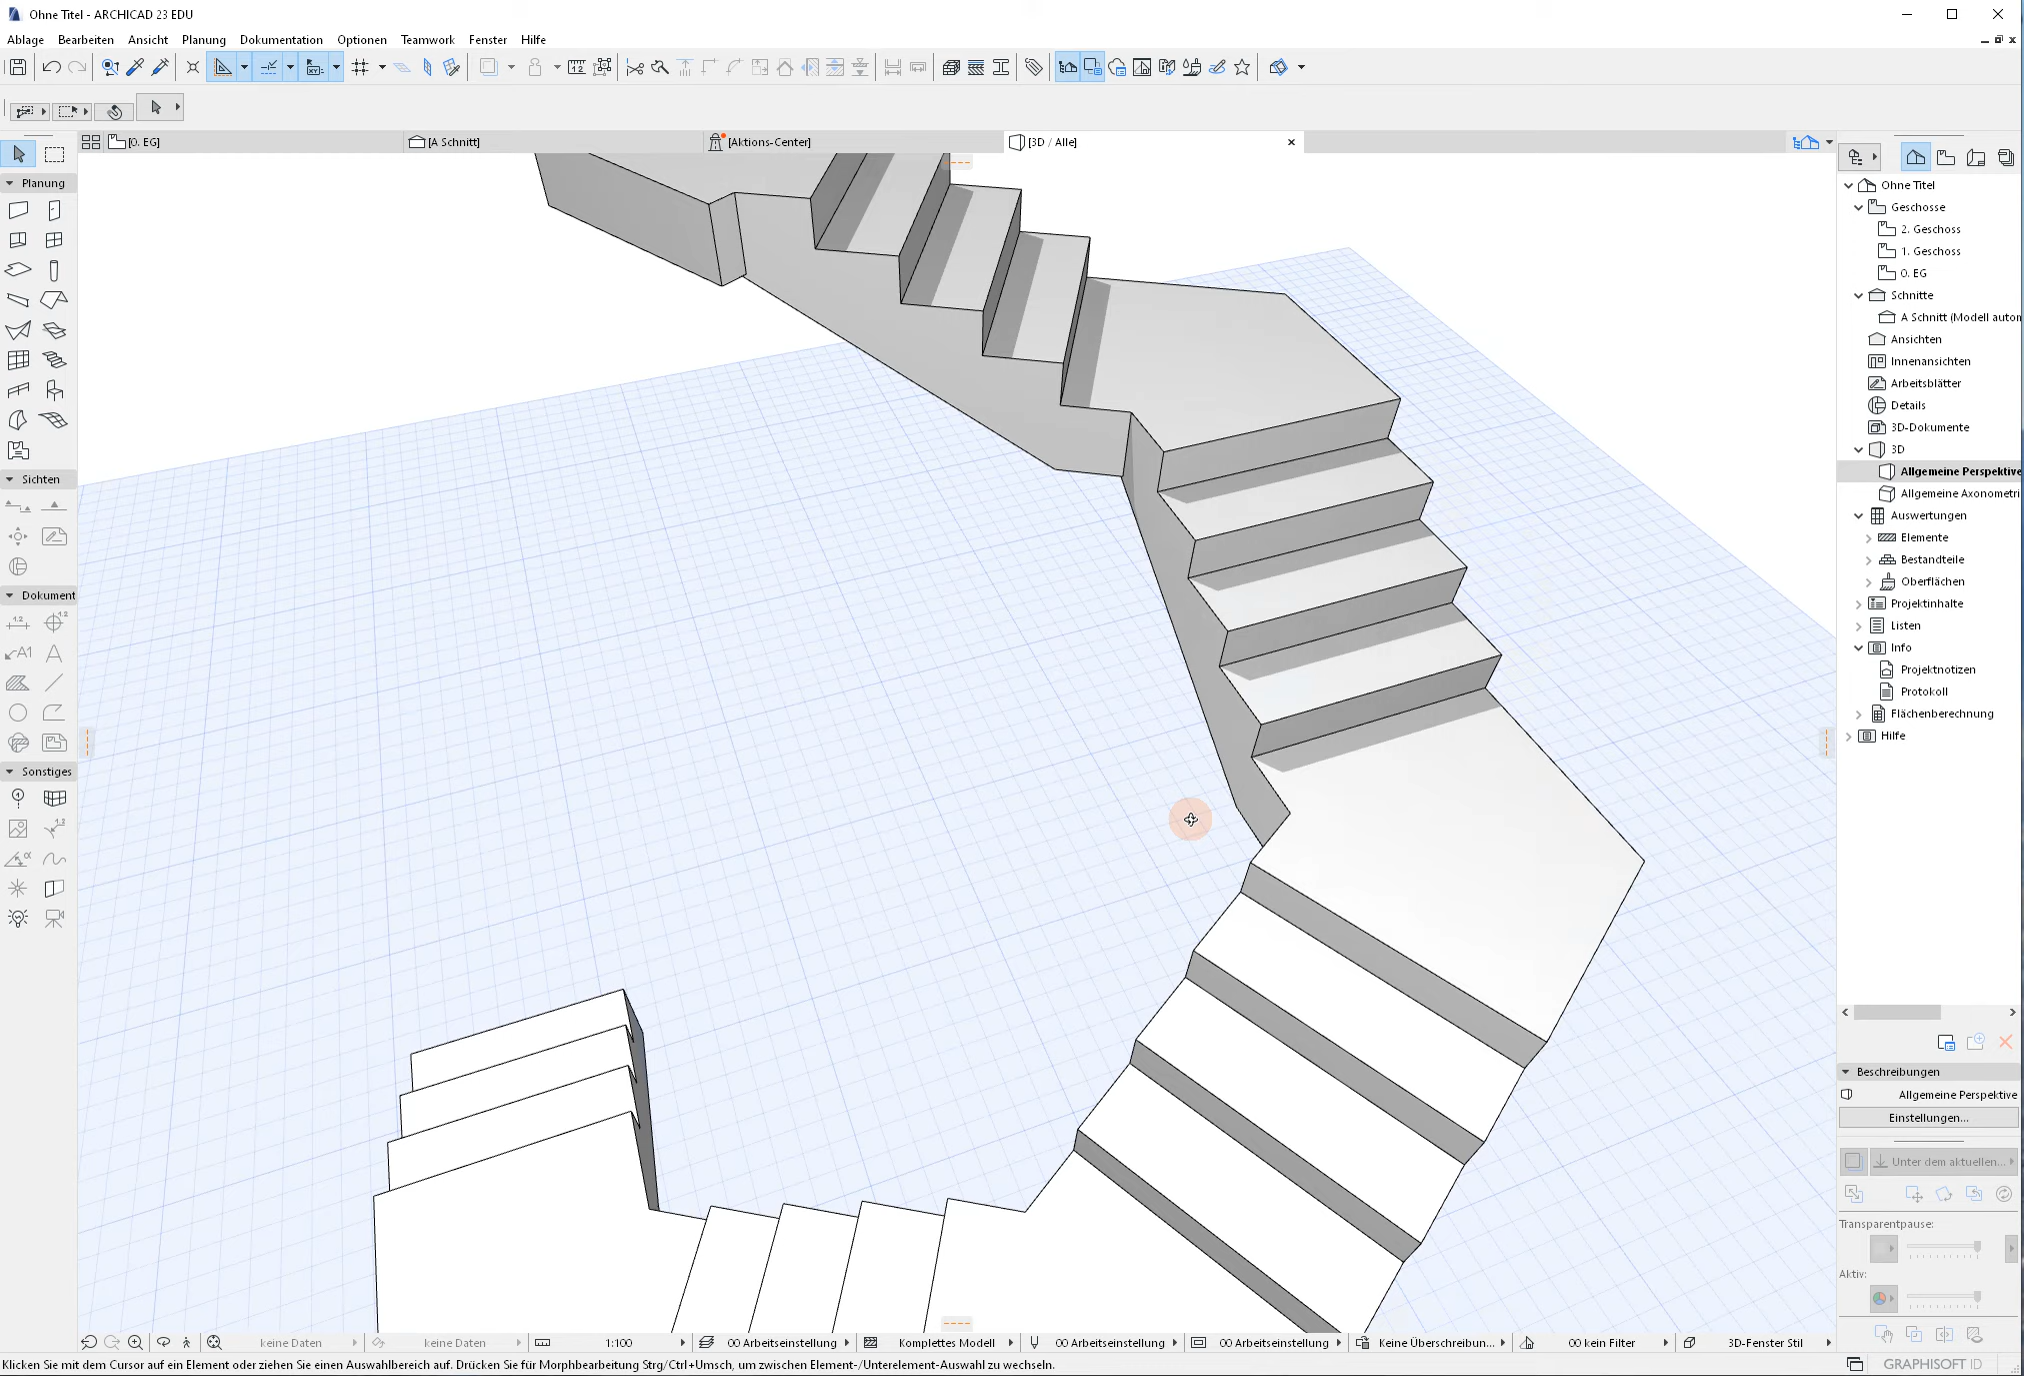 Ohne Titel - ARCHICAD 23 EDU
Ablage Bearbeiten Ansicht Planung Dokumentation Optionen Teamwork Fenster Hilfe
[0. EG]
[A Schnitt]
[Aktions-Center]
[3D / Alle]
Planung
Sichten
Dokument
Sonstiges
Ohne Titel
Geschosse
2. Geschoss
1. Geschoss
0. EG
Schnitte
A Schnitt (Modell autom
Ansichten
Innenansichten
Arbeitsblätter
Details
3D-Dokumente
3D
Allgemeine Perspektive
Allgemeine Axonometri
Auswertungen
Elemente
Bestandteile
Oberflächen
Projektinhalte
Listen
Info
Projektnotizen
Protokoll
Flächenberechnung
Hilfe
Beschreibungen
Allgemeine Perspektive
Einstellungen...
Unter dem aktuellen...
Transparentpause:
Aktiv:
keine Daten
keine Daten
1:100
00 Arbeitseinstellung
Komplettes Modell
00 Arbeitseinstellung
00 Arbeitseinstellung
Keine Überschreibun...
00 kein Filter
3D-Fenster Stil
Klicken Sie mit dem Cursor auf ein Element oder ziehen Sie einen Auswahlbereich auf. Drücken Sie für Morphbearbeitung Strg/Ctrl+Umsch, um zwischen Element-/Unterelement-Auswahl zu wechseln.
GRAPHISOFT ID